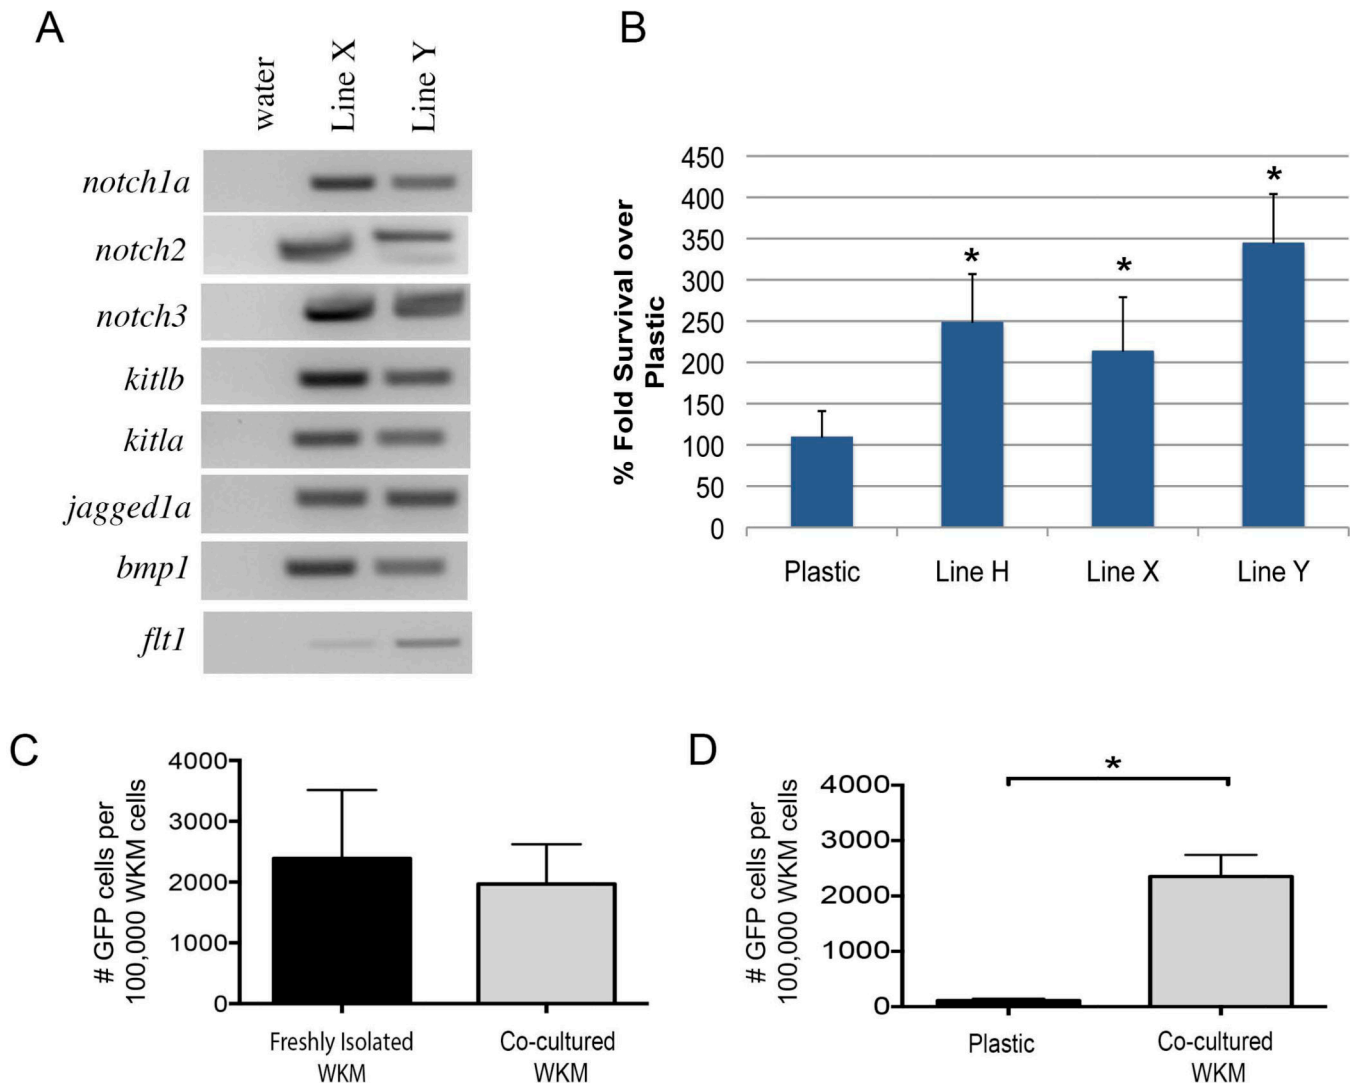 A
water
Line X
Line Y
notch1a
notch2
notch3
kitlb
kitla
jagged1a
bmp1
flt1
B
% Fold Survival over
Plastic
450
400
350
300
250
200
150
100
50
0
*
*
*
Plastic
Line H
Line X
Line Y
C
# GFP cells per
100,000 WKM cells
4000
3000
2000
1000
0
Freshly Isolated
WKM
Co-cultured
WKM
D
# GFP cells per
100,000 WKM cells
4000
3000
2000
1000
0
*
Plastic
Co-cultured
WKM